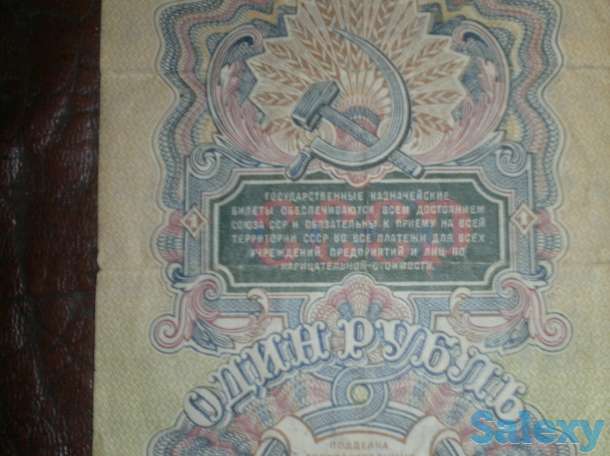 ГОСУДАРСТВЕННЫЕ КАЗНАЧЕЙСКИЕ
БИЛЕТЫ ОБЕСПЕЧИВАЮТСЯ ВСЕМ ДОСТОЯНИЕМ
СОЮЗА ССР И ОБЯЗАТЕЛЬНЫ К ПРИЕМУ НА ВСЕЙ
ТЕРРИТОРИИ СССР ВО ВСЕ ПЛАТЕЖИ ДЛЯ ВСЕХ
УЧРЕЖДЕНИЙ, ПРЕДПРИЯТИЙ И ЛИЦ ПО
НАРИЦАТЕЛЬНОЙ СТОИМОСТИ.
ОДИН РУБЛЬ
ПОДДЕЛКА
Salexy